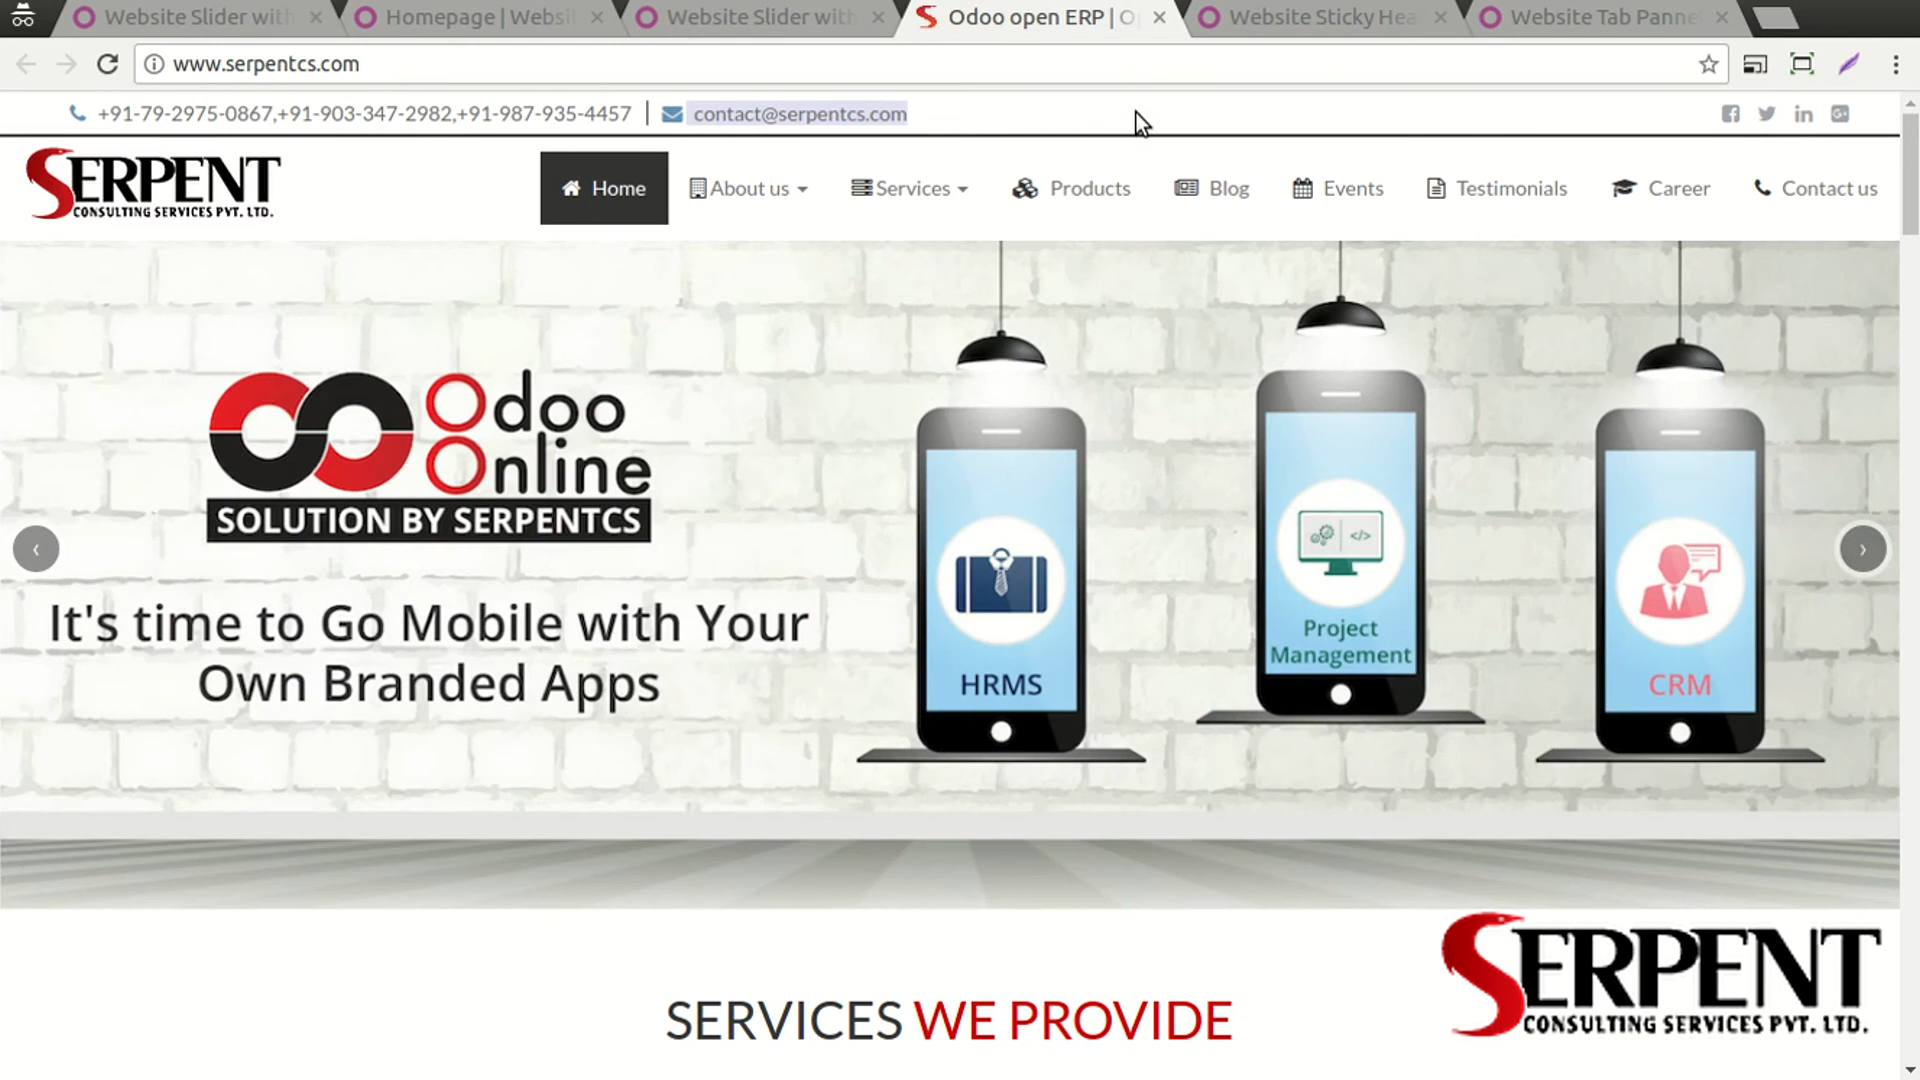 Website Slider with
Homepage | Websi
Website Slider with
Odoo open ERP | O
Website Sticky Hea
Website Tab Panne
www.serpentcs.com
+91-79-2975-0867,+91-903-347-2982,+91-987-935-4457
contact@serpentcs.com
SERPENT
CONSULTING SERVICES PVT. LTD.
Home
About us
Services
Products
Blog
Events
Testimonials
Career
Contact us
Odoo
Online
SOLUTION BY SERPENTCS
It's time to Go Mobile with Your
Own Branded Apps
HRMS
Project
Management
CRM
SERVICES WE PROVIDE
SERPENT
CONSULTING SERVICES PVT. LTD.